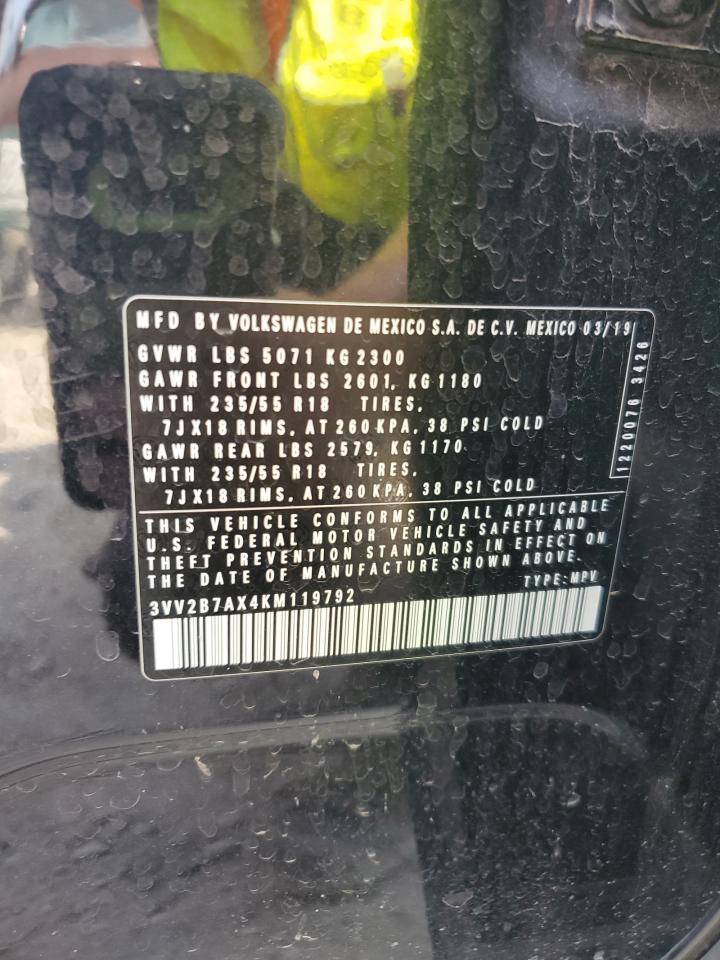 MFD BY VOLKSWAGEN DE MEXICO S.A. DE C.V. MEXICO 03/19
GVWR LBS 5071 KG 2300
GAWR FRONT LBS 2601, KG 1180
WITH 235/55 R18 TIRES,
7JX18 RIMS, AT 260 KPA, 38 PSI COLD
GAWR REAR LBS 2579, KG 1170
WITH 235/55 R18 TIRES,
7JX18 RIMS, AT 260 KPA, 38 PSI COLD
1220076 3426
THIS VEHICLE CONFORMS TO ALL APPLICABLE
U.S. FEDERAL MOTOR VEHICLE SAFETY AND
THEFT PREVENTION STANDARDS IN EFFECT ON
THE DATE OF MANUFACTURE SHOWN ABOVE.
3VV2B7AX4KM119792 TYPE: MPV